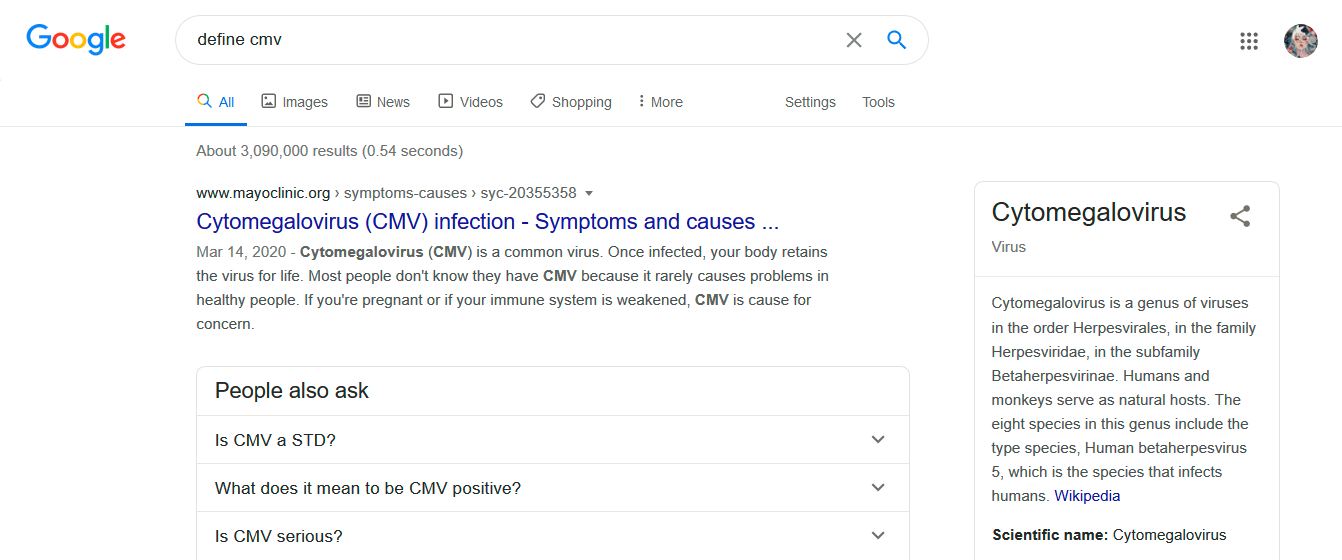 Google
define cmv
All Images News Videos Shopping More Settings Tools
About 3,090,000 results (0.54 seconds)
www.mayoclinic.org › symptoms-causes › syc-20355358
Cytomegalovirus (CMV) infection - Symptoms and causes ...
Mar 14, 2020 - Cytomegalovirus (CMV) is a common virus. Once infected, your body retains
the virus for life. Most people don't know they have CMV because it rarely causes problems in
healthy people. If you're pregnant or if your immune system is weakened, CMV is cause for
concern.
People also ask
Is CMV a STD?
What does it mean to be CMV positive?
Is CMV serious?
Cytomegalovirus
Virus
Cytomegalovirus is a genus of viruses
in the order Herpesvirales, in the family
Herpesviridae, in the subfamily
Betaherpesvirinae. Humans and
monkeys serve as natural hosts. The
eight species in this genus include the
type species, Human betaherpesvirus
5, which is the species that infects
humans. Wikipedia
Scientific name: Cytomegalovirus